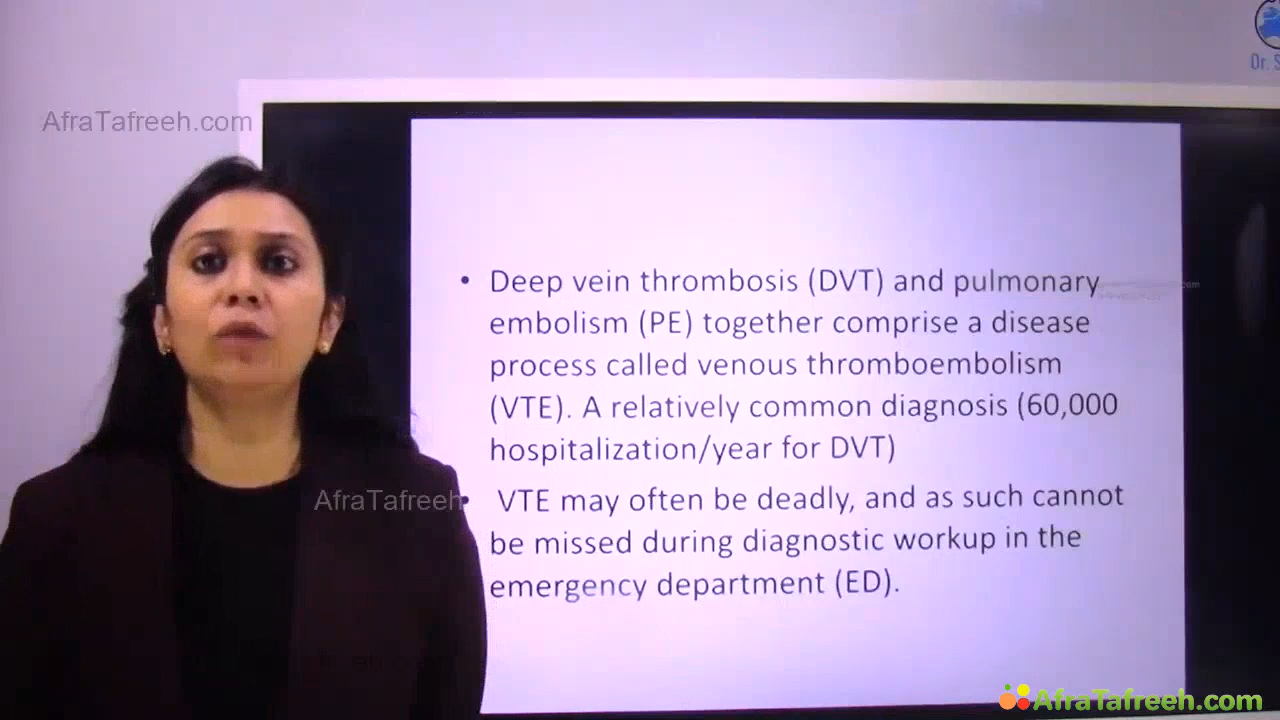 Dr. S
AfraTafreeh.com
• Deep vein thrombosis (DVT) and pulmonary
embolism (PE) together comprise a disease
process called venous thromboembolism
(VTE). A relatively common diagnosis (60,000
hospitalization/year for DVT)
• VTE may often be deadly, and as such cannot
be missed during diagnostic workup in the
emergency department (ED).
AfraTafreeh
AfraTafreeh.com